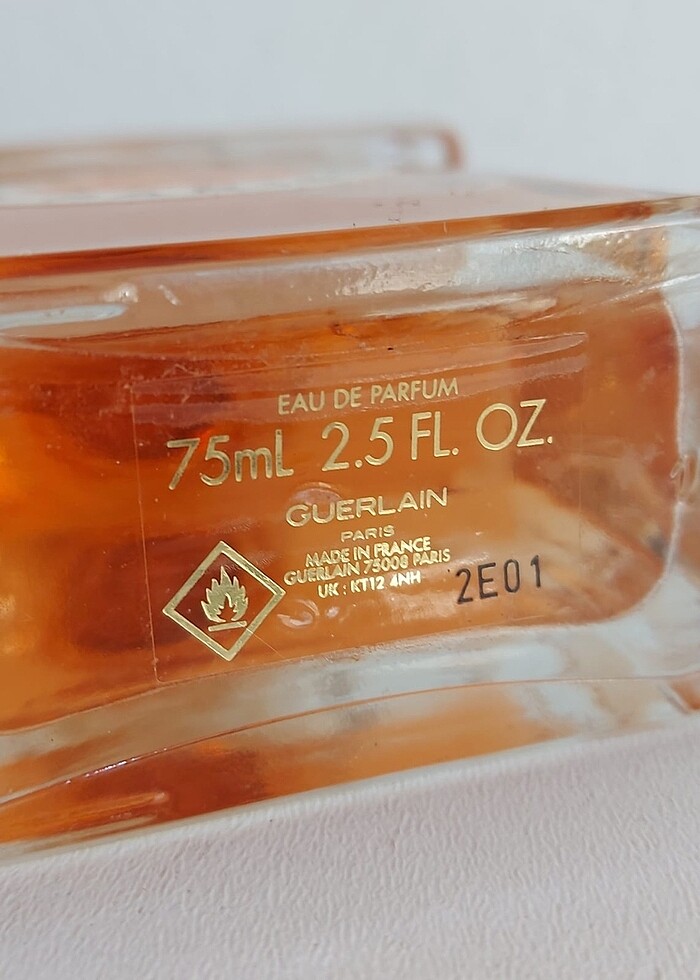 EAU DE PARFUM
75mL 2.5 FL. OZ.
GUERLAIN
PARIS
MADE IN FRANCE
GUERLAIN 75008 PARIS
UK : KT12 4NH
2E01